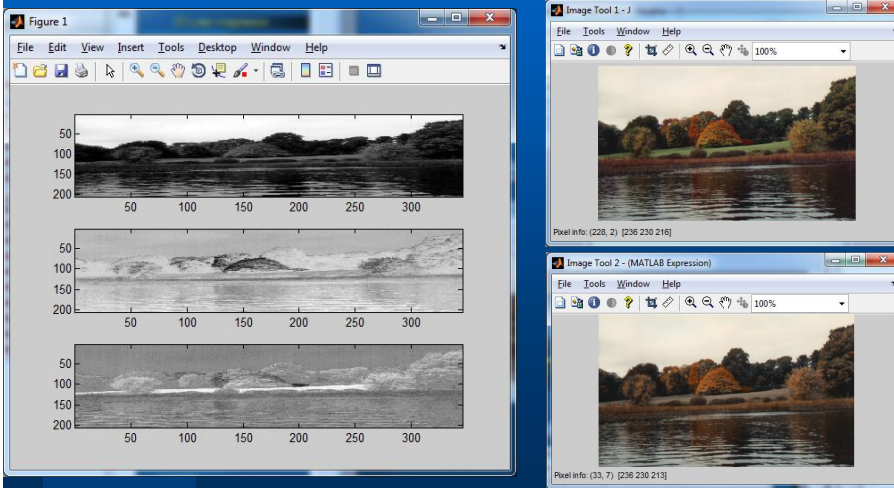 Figure 1
File Edit View Insert Tools Desktop Window Help
50
100
150
200
50 100 150 200 250 300
50
100
150
200
50 100 150 200 250 300
50
100
150
200
50 100 150 200 250 300
Image Tool 1 - J
File Tools Window Help
100%
Pixel info: (228, 2) [236 230 216]
Image Tool 2 - (MATLAB Expression)
File Tools Window Help
100%
Pixel info: (33, 7) [236 230 213]